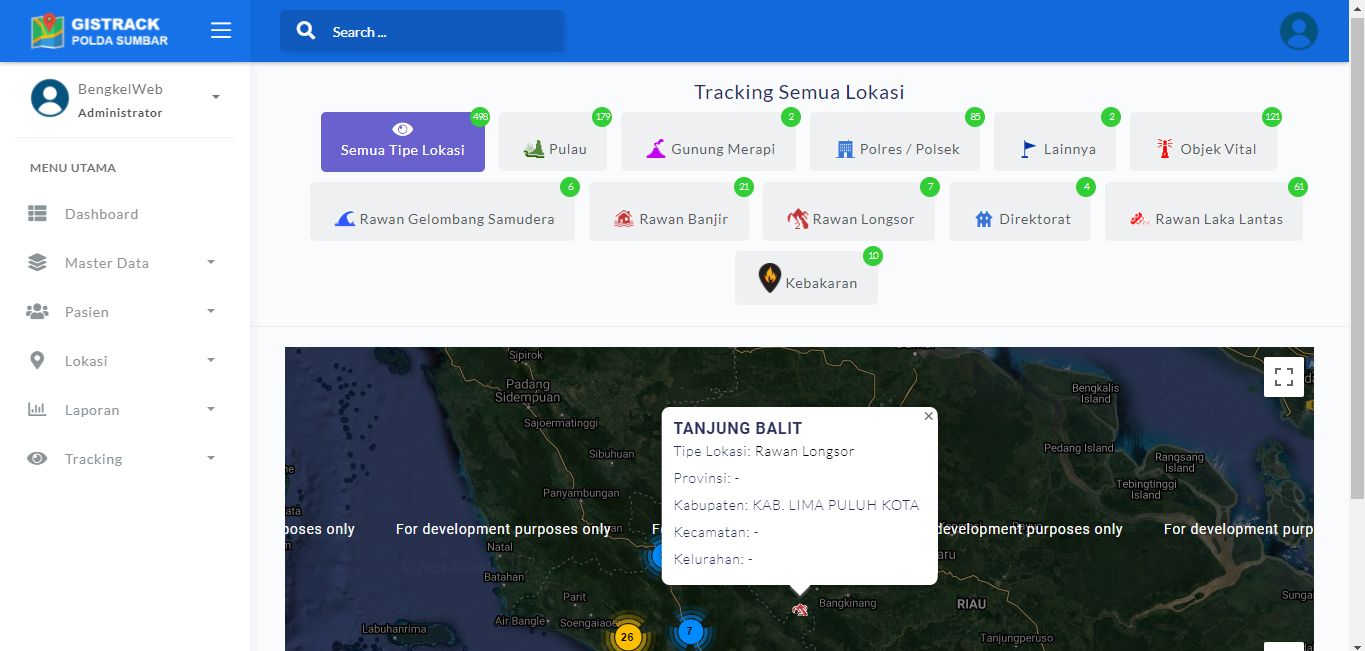 GISTRACK
POLDA SUMBAR
Search ...
BengkelWeb
Administrator
MENU UTAMA
Dashboard
Master Data
Pasien
Lokasi
Laporan
Tracking
Tracking Semua Lokasi
Semua Tipe Lokasi 498
Pulau 179
Gunung Merapi 2
Polres / Polsek 85
Lainnya 2
Objek Vital 121
Rawan Gelombang Samudera 6
Rawan Banjir 21
Rawan Longsor 7
Direktorat 4
Rawan Laka Lantas 61
Kebakaran 10
Sipirok
Padang
Sidempuan
Sajoermatinggi
Sibuhuan
Panyambungan
Bengkalis
Island
Pedang Island
Rangsang
Island
Tebingtinggi
Island
TANJUNG BALIT
Tipe Lokasi: Rawan Longsor
Provinsi: -
Kabupaten: KAB. LIMA PULUH KOTA
Kecamatan: -
Kelurahan: -
poses only
For development purposes only
development purposes only
For development purp
Natal
Batahan
Parit
Air Bangis
Labuhanrima
26
7
Bangkinang
RIAU
Tanjungperuso